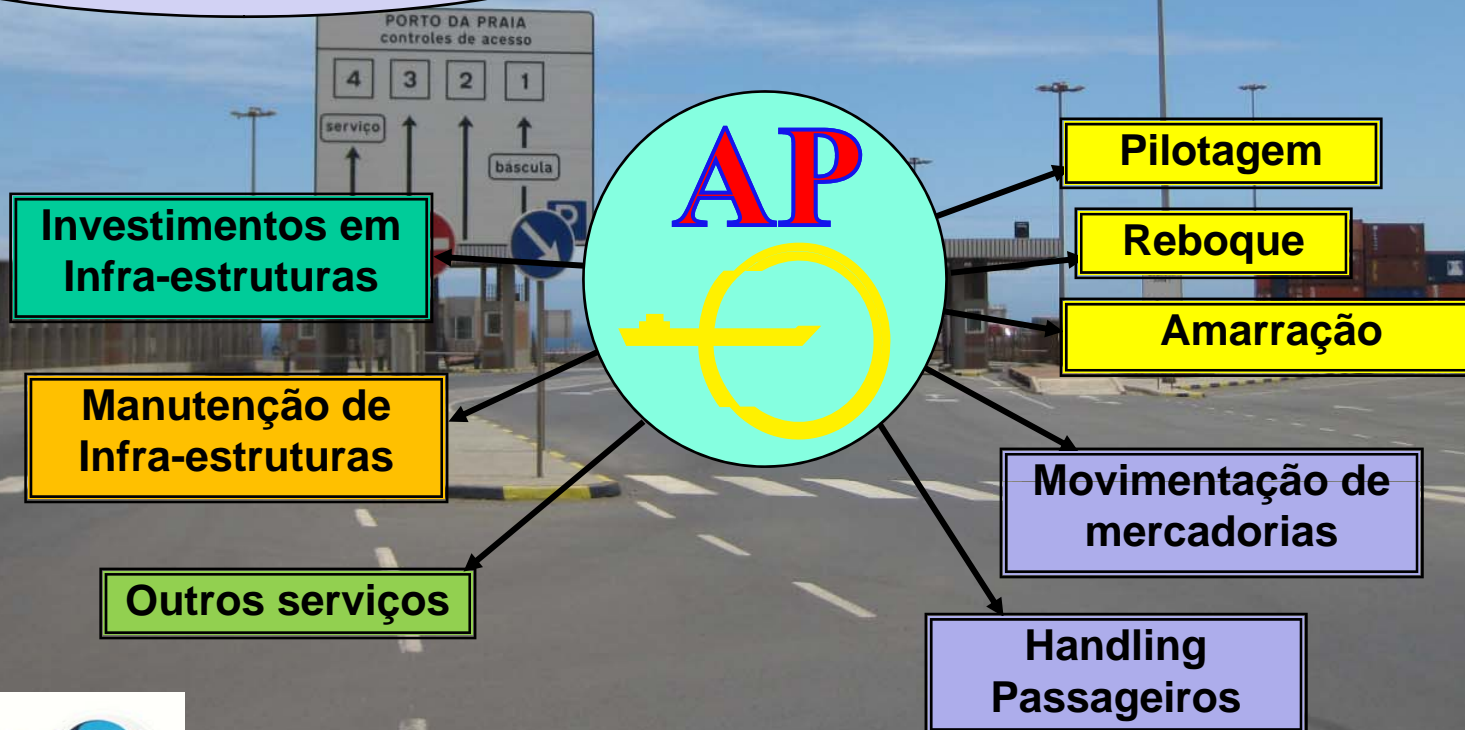 PORTO DA PRAIA
controles de acesso
4 3 2 1
serviço
báscula
P
AP
Investimentos em
Infra-estruturas
Manutenção de
Infra-estruturas
Outros serviços
Pilotagem
Reboque
Amarração
Movimentação de
mercadorias
Handling
Passageiros